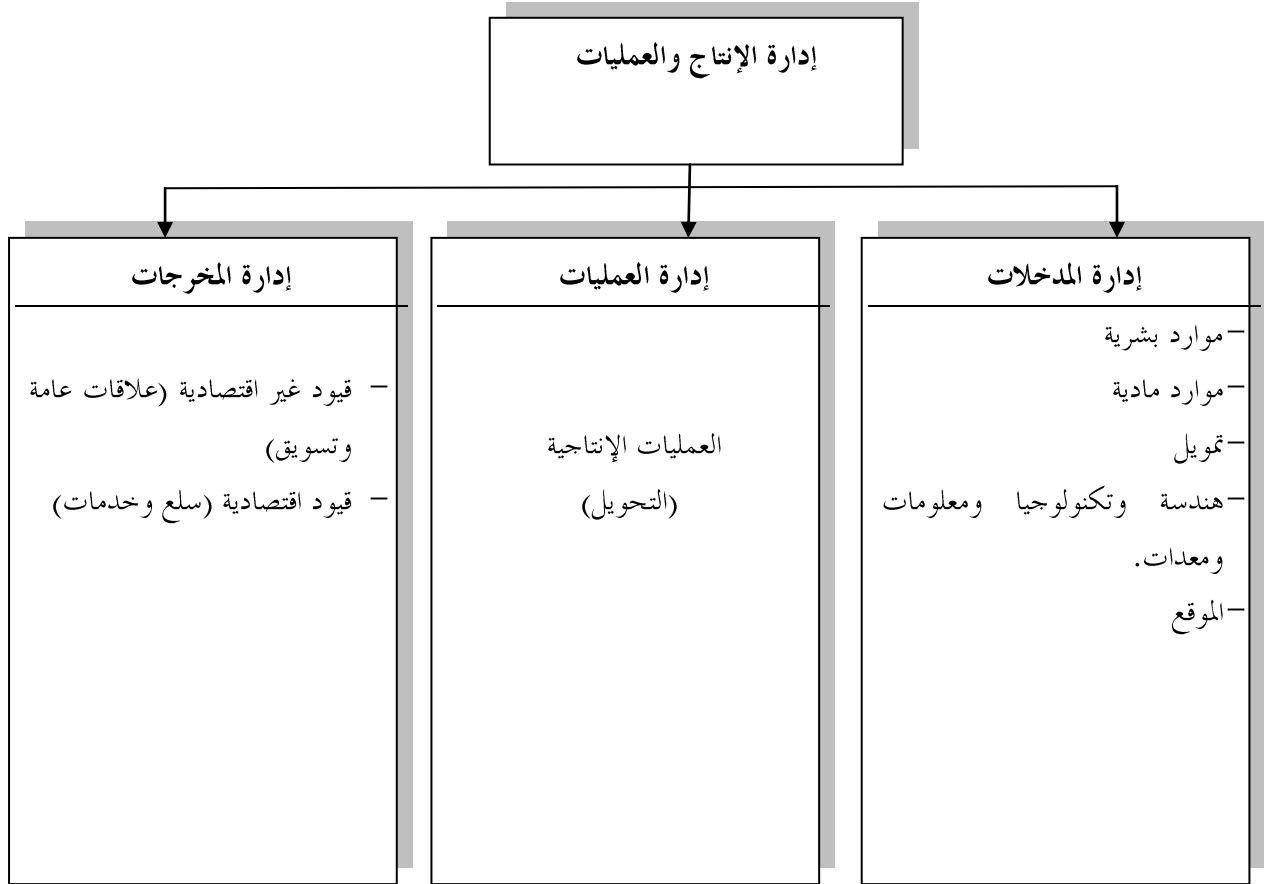 إدارة الإنتاج والعمليات
إدارة المدخلات
–موارد بشرية
–موارد مادية
–تمويل
–هندسة وتكنولوجيا ومعلومات
ومعدات.
–الموقع
إدارة العمليات
العمليات الإنتاجية
(التحويل)
إدارة المخرجات
– قيود غير اقتصادية (علاقات عامة
وتسويق)
– قيود اقتصادية (سلع وخدمات)